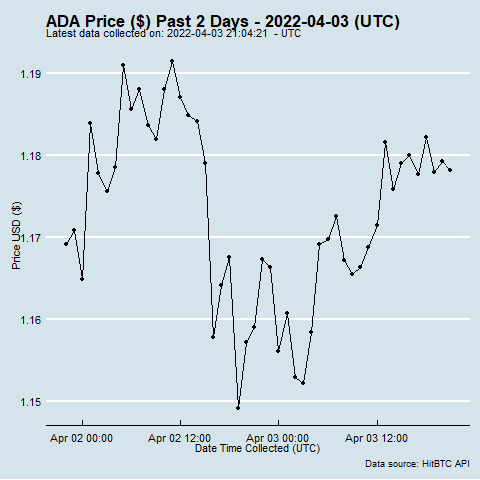 ADA Price ($) Past 2 Days - 2022-04-03 (UTC)
Latest data collected on: 2022-04-03 21:04:21 - UTC
1.19
1.18
1.17
1.16
1.15
Price USD ($)
Apr 02 00:00 Apr 02 12:00 Apr 03 00:00 Apr 03 12:00
Date Time Collected (UTC)
Data source: HitBTC API